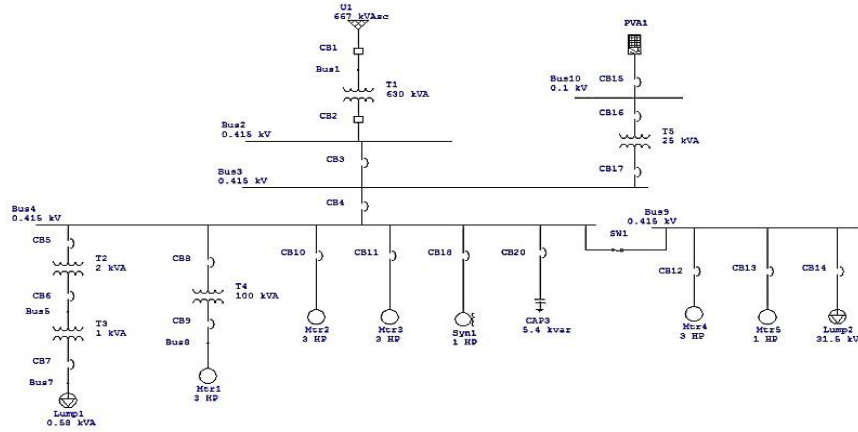 U1
667 kVAsc
CB1
Bus1
T1
630 kVA
CB2
Bus2
0.415 kV
CB3
PVA1
Bus10
0.1 kV
CB15
CB16
T5
25 kVA
CB17
Bus3
0.415 kV
CB4
Bus4
0.415 kV
Bus9
0.415 kV
SW1
CB5
T2
2 kVA
CB6
Bus5
T3
1 kVA
CB7
Bus7
Lump1
0.58 kVA
CB8
T4
100 kVA
CB9
Bus8
Mtr1
3 HP
CB10
Mtr2
3 HP
CB11
Mtr3
3 HP
CB18
Syn1
1 HP
CB20
CAP3
5.4 kvar
CB12
Mtr4
3 HP
CB13
Mtr5
1 HP
CB14
Lump2
31.5 kV